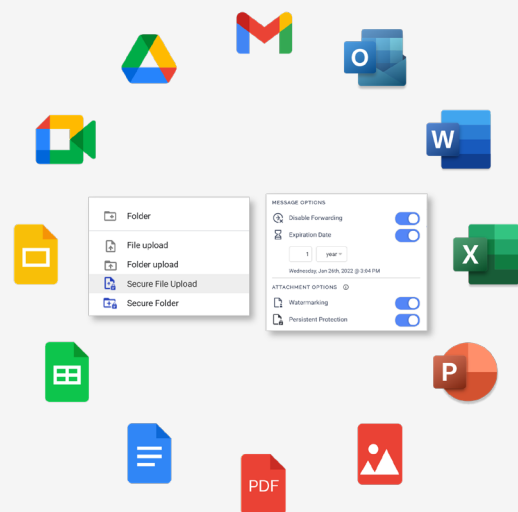 O
W
X
P
PDF
Folder
File upload
Folder upload
Secure File Upload
Secure Folder
MESSAGE OPTIONS
Disable Forwarding
Expiration Date
1 year
Wednesday, Jan 26th, 2022 @ 3:04 PM
ATTACHMENT OPTIONS
Watermarking
Persistent Protection